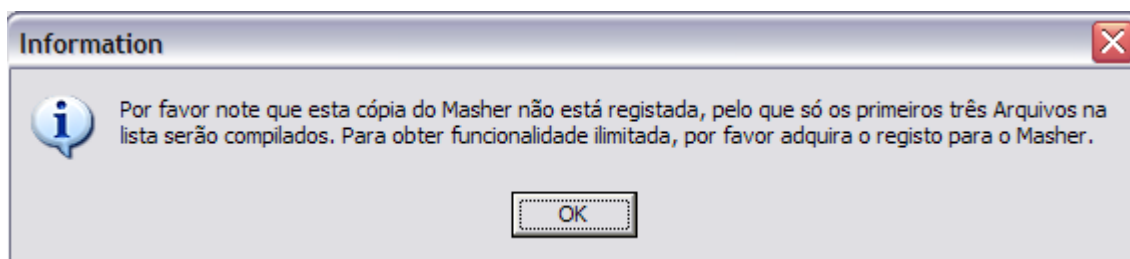 Information
Por favor note que esta cópia do Masher não está registada, pelo que só os primeiros três Arquivos na
lista serão compilados. Para obter funcionalidade ilimitada, por favor adquira o registo para o Masher.
OK